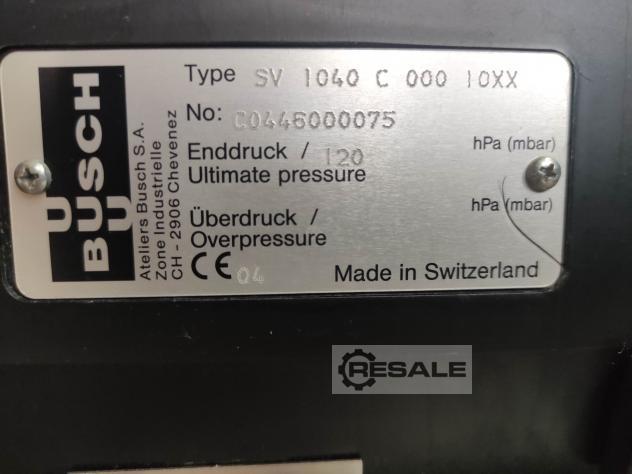 Type SV 1040 C 000 10XX
No: C0446000075
Enddruck / 120 hPa (mbar)
Ultimate pressure
Überdruck / hPa (mbar)
Overpressure
CE 04 Made in Switzerland
BUSCH
Ateliers Busch S.A.
Zone Industrielle
CH - 2906 Chevenez
RESALE